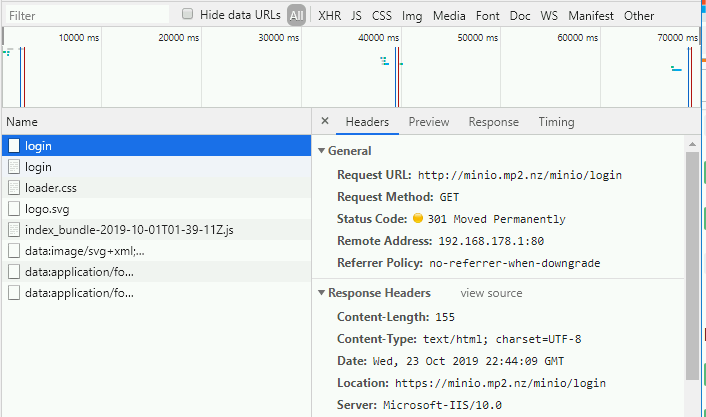 Filter Hide data URLs All XHR JS CSS Img Media Font Doc WS Manifest Other
10000 ms 20000 ms 30000 ms 40000 ms 50000 ms 60000 ms 70000 ms
Name
login
login
loader.css
logo.svg
index_bundle-2019-10-01T01-39-11Z.js
data:image/svg+xml;...
data:application/fo...
data:application/fo...
× Headers Preview Response Timing
General
Request URL: http://minio.mp2.nz/minio/login
Request Method: GET
Status Code: 301 Moved Permanently
Remote Address: 192.168.178.1:80
Referrer Policy: no-referrer-when-downgrade
Response Headers view source
Content-Length: 155
Content-Type: text/html; charset=UTF-8
Date: Wed, 23 Oct 2019 22:44:09 GMT
Location: https://minio.mp2.nz/minio/login
Server: Microsoft-IIS/10.0